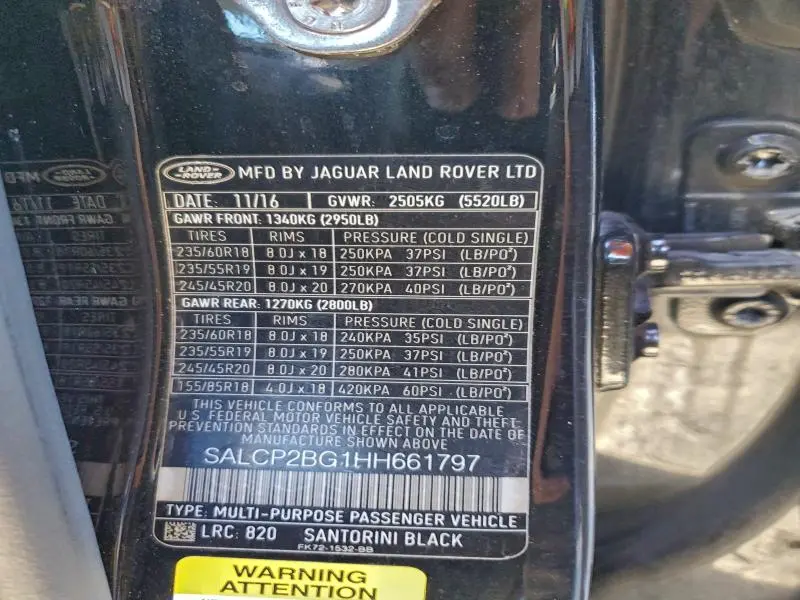 LAND-ROVER MFD BY JAGUAR LAND ROVER LTD
DATE: 11/16 GVWR: 2505KG (5520LB)
GAWR FRONT: 1340KG (2950LB)
TIRES RIMS PRESSURE (COLD SINGLE)
235/60R18 8.0J x 18 250KPA 37PSI (LB/PO²)
235/55R19 8.0J x 19 250KPA 37PSI (LB/PO²)
245/45R20 8.0J x 20 270KPA 40PSI (LB/PO²)
GAWR REAR: 1270KG (2800LB)
TIRES RIMS PRESSURE (COLD SINGLE)
235/60R18 8.0J x 18 240KPA 35PSI (LB/PO²)
235/55R19 8.0J x 19 250KPA 37PSI (LB/PO²)
245/45R20 8.0J x 20 280KPA 41PSI (LB/PO²)
155/85R18 4.0J x 18 420KPA 60PSI (LB/PO²)
THIS VEHICLE CONFORMS TO ALL APPLICABLE
U.S. FEDERAL MOTOR VEHICLE SAFETY AND THEFT
PREVENTION STANDARDS IN EFFECT ON THE DATE OF
MANUFACTURE SHOWN ABOVE
SALCP2BG1HH661797
TYPE: MULTI-PURPOSE PASSENGER VEHICLE
LRC: 820 SANTORINI BLACK
FK72-1532-BB
WARNING
ATTENTION